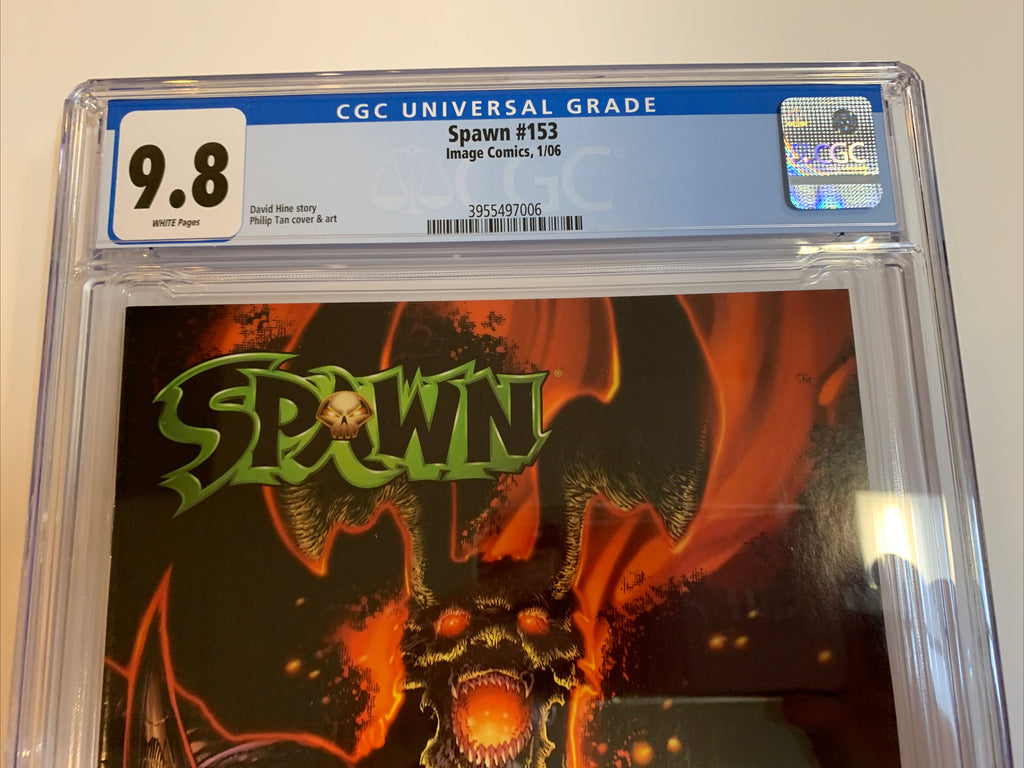 CGC UNIVERSAL GRADE
9.8
WHITE Pages
Spawn #153
Image Comics, 1/06
David Hine story
Philip Tan cover & art
3955497006
CGC
CGC
SPAWN®